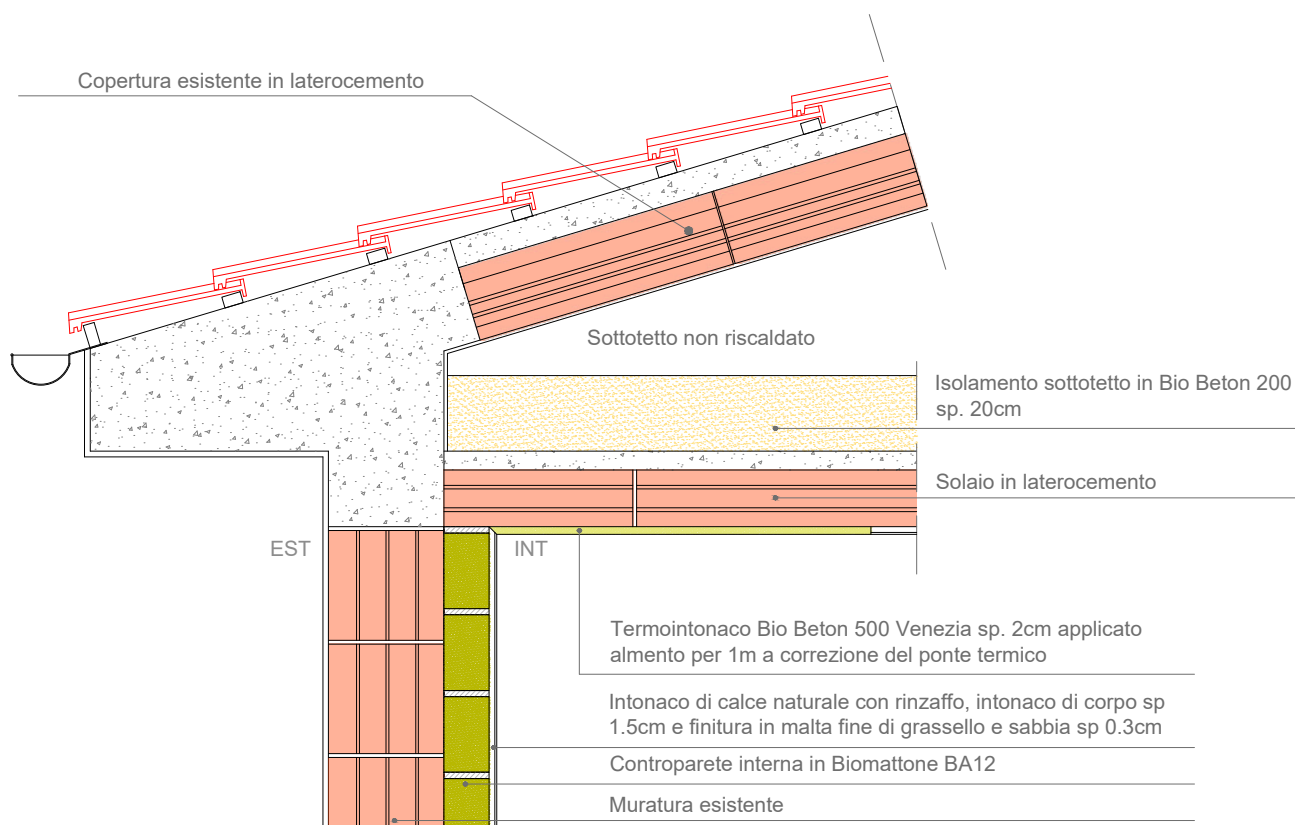 Copertura esistente in laterocemento
Sottotetto non riscaldato
Isolamento sottotetto in Bio Beton 200
sp. 20cm
Solaio in laterocemento
EST
INT
Termointonaco Bio Beton 500 Venezia sp. 2cm applicato
almento per 1m a correzione del ponte termico
Intonaco di calce naturale con rinzaffo, intonaco di corpo sp
1.5cm e finitura in malta fine di grassello e sabbia sp 0.3cm
Controparete interna in Biomattone BA12
Muratura esistente